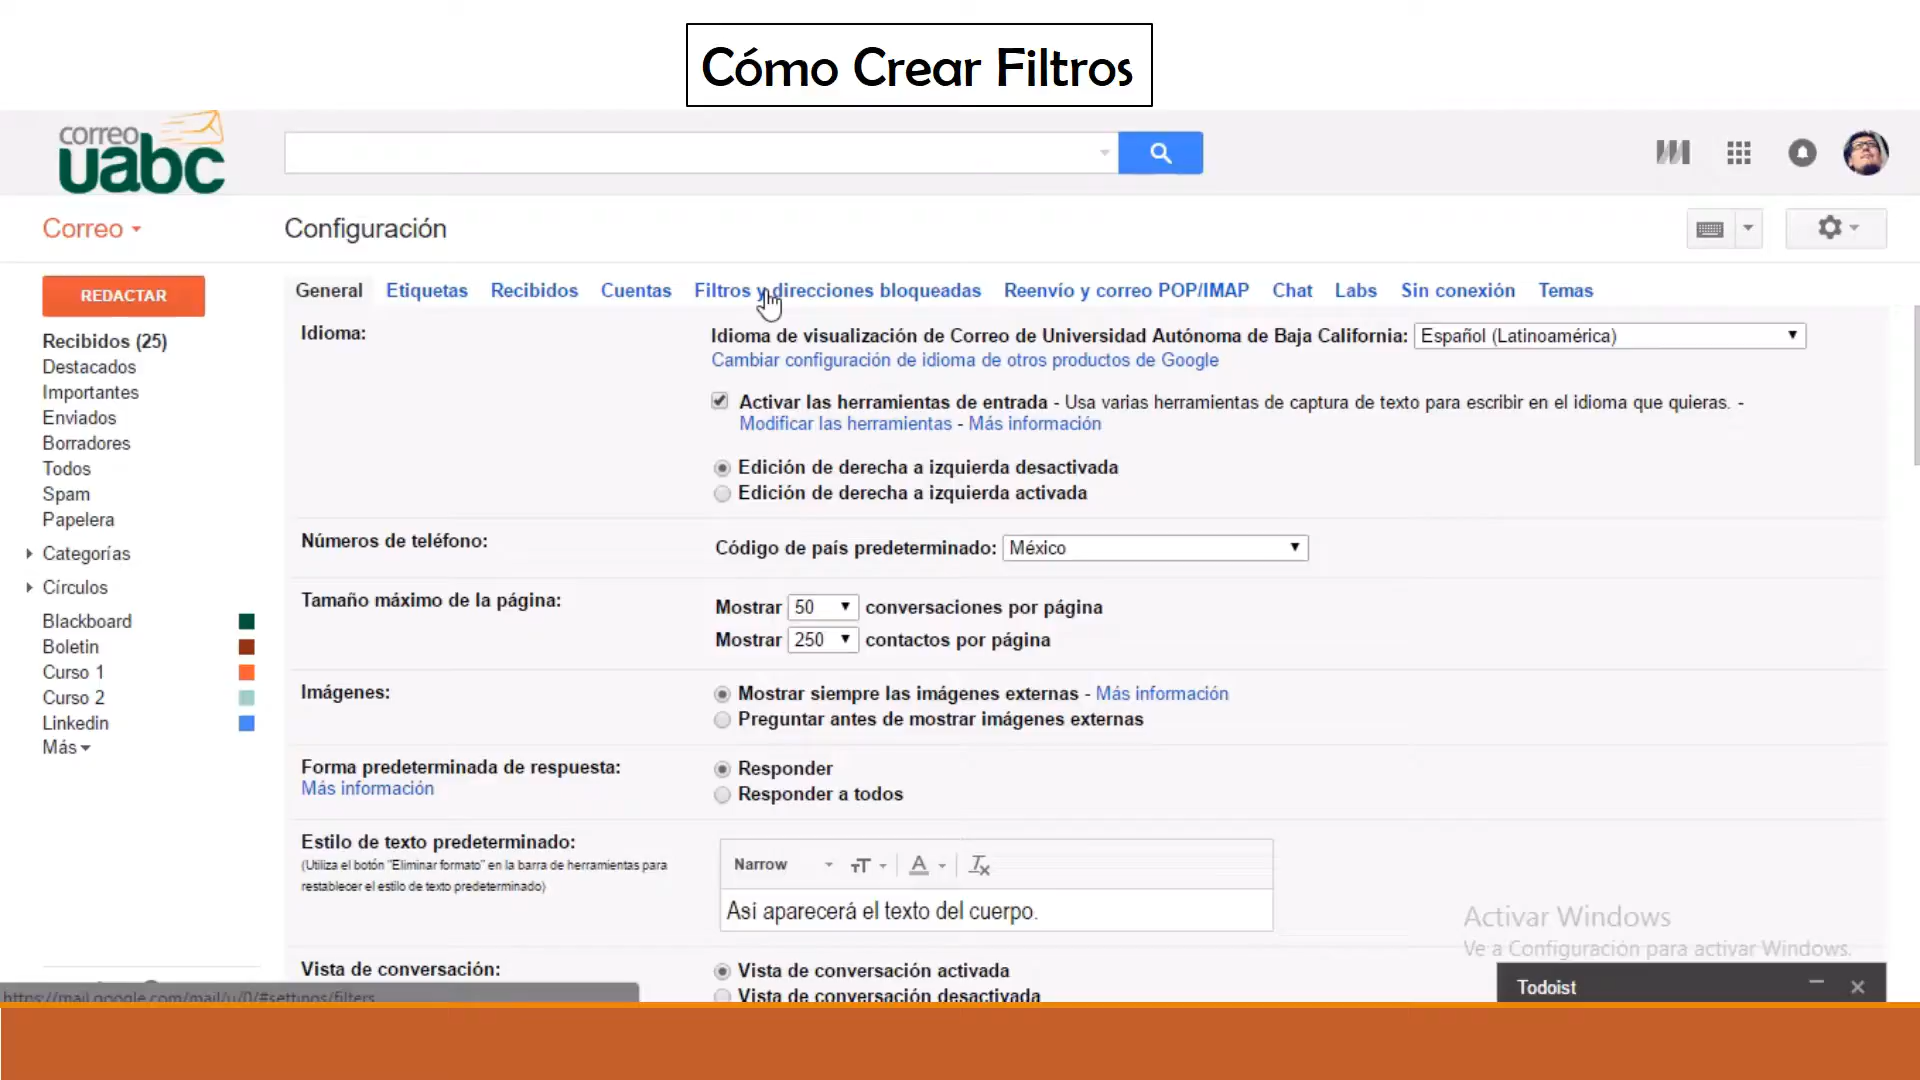 Cómo Crear Filtros
correo
uabc
Correo
Configuración
REDACTAR
General Etiquetas Recibidos Cuentas Filtros y direcciones bloqueadas Reenvío y correo POP/IMAP Chat Labs Sin conexión Temas
Recibidos (25)
Destacados
Importantes
Enviados
Borradores
Todos
Spam
Papelera
Categorías
Círculos
Blackboard
Boletin
Curso 1
Curso 2
Linkedin
Más
Idioma:
Idioma de visualización de Correo de Universidad Autónoma de Baja California: Español (Latinoamérica)
Cambiar configuración de idioma de otros productos de Google
Activar las herramientas de entrada - Usa varias herramientas de captura de texto para escribir en el idioma que quieras. -
Modificar las herramientas - Más información
Edición de derecha a izquierda desactivada
Edición de derecha a izquierda activada
Números de teléfono:
Código de país predeterminado: México
Tamaño máximo de la página:
Mostrar 50 conversaciones por página
Mostrar 250 contactos por página
Imágenes:
Mostrar siempre las imágenes externas - Más información
Preguntar antes de mostrar imágenes externas
Forma predeterminada de respuesta:
Más información
Responder
Responder a todos
Estilo de texto predeterminado:
(Utiliza el botón "Eliminar formato" en la barra de herramientas para
restablecer el estilo de texto predeterminado)
Narrow
Así aparecerá el texto del cuerpo.
Vista de conversación:
Vista de conversación activada
Vista de conversación desactivada
Activar Windows
Ve a Configuración para activar Windows.
Todoist
https://mail.google.com/mail/u/0/#settings/filters